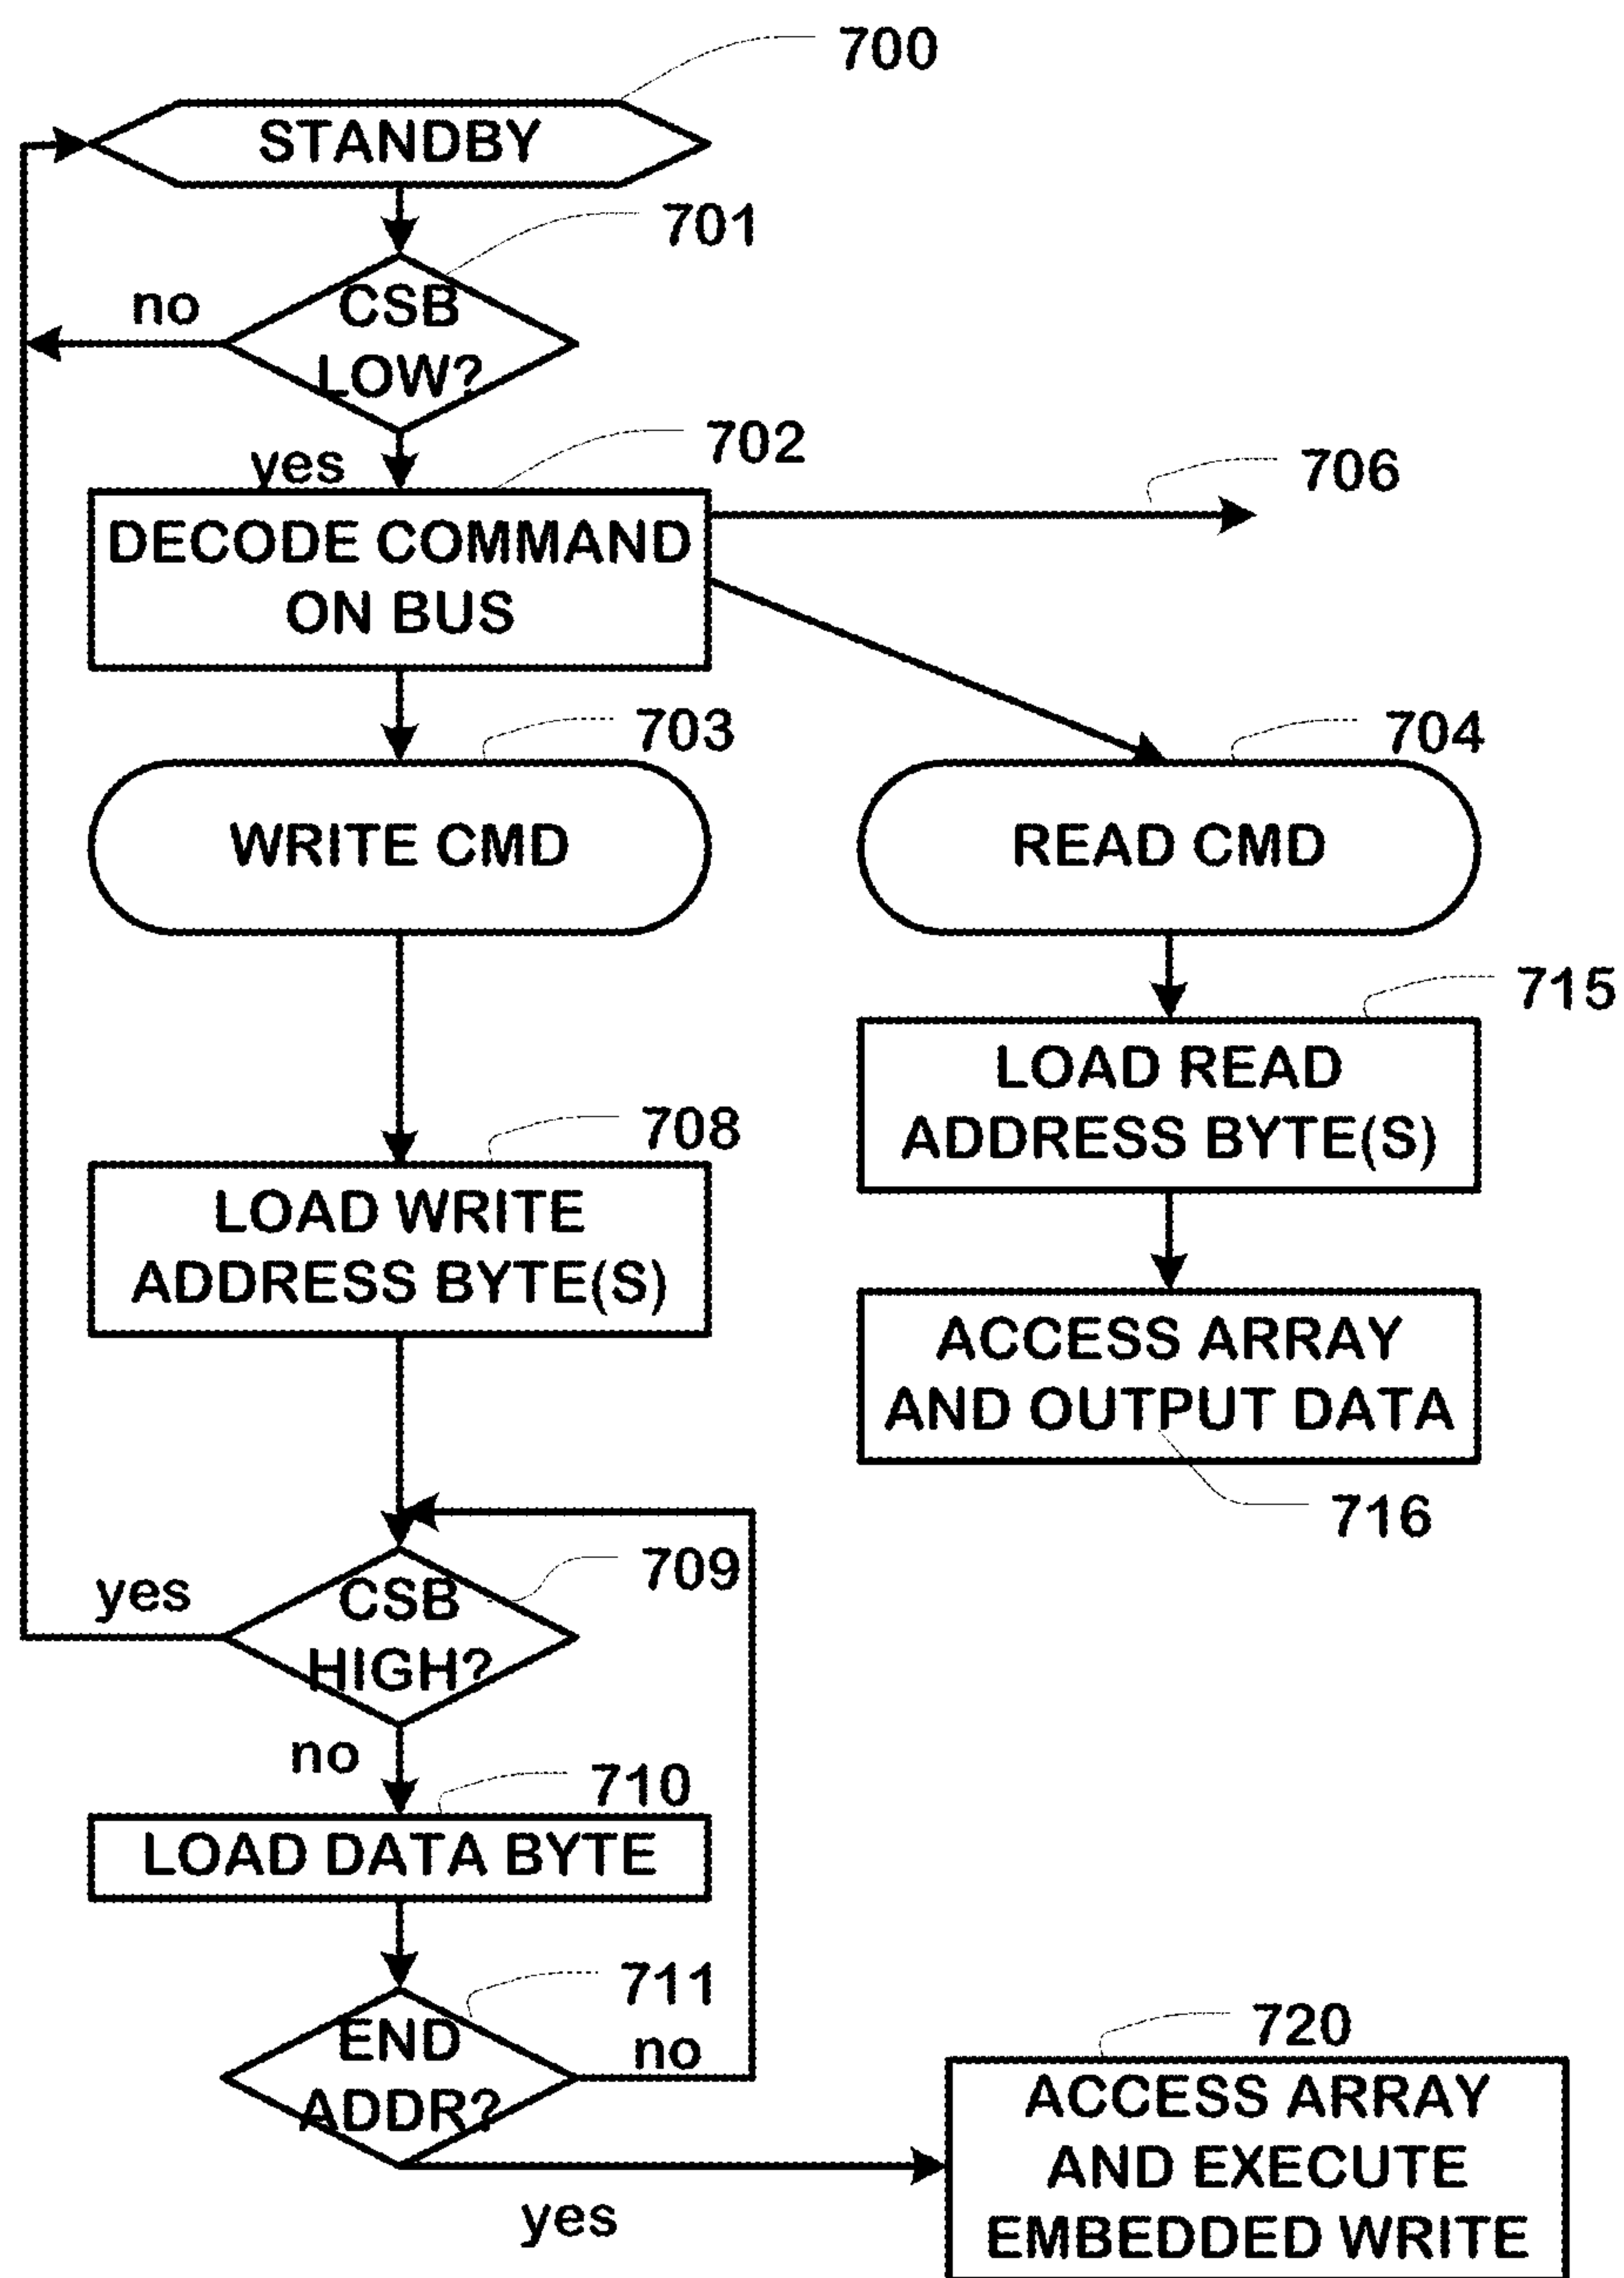 700
STANDBY
701
no
CSB
LOW?
yes
702
706
DECODE COMMAND
ON BUS
703
704
WRITE CMD
READ CMD
715
LOAD READ
ADDRESS BYTE(S)
708
LOAD WRITE
ADDRESS BYTE(S)
ACCESS ARRAY
AND OUTPUT DATA
716
709
yes
CSB
HIGH?
no
710
LOAD DATA BYTE
711
END
ADDR?
no
yes
720
ACCESS ARRAY
AND EXECUTE
EMBEDDED WRITE